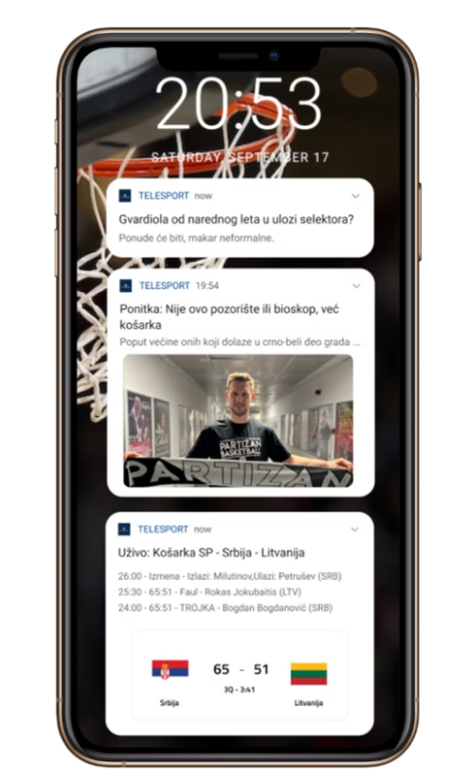 20:53
SATURDAY SEPTEMBER 17
TELESPORT now
Gvardiola od narednog leta u ulozi selektora?
Ponude će biti, makar neformalne.
TELESPORT 19:54
Ponitka: Nije ovo pozorište ili bioskop, već
košarka
Poput većine onih koji dolaze u crno-beli deo grada ...
PARTIZAN
BASKETBALL
PARTIZAN
TELESPORT now
Uživo: Košarka SP - Srbija - Litvanija
26:00 - Izmena - Izlazi: Milutinov,Ulazi: Petrušev (SRB)
25:30 - 65:51 - Faul - Rokas Jokubaitis (LTV)
24:00 - 65:51 - TROJKA - Bogdan Bogdanović (SRB)
65 - 51
3Q - 3:41
Srbija
Litvanija